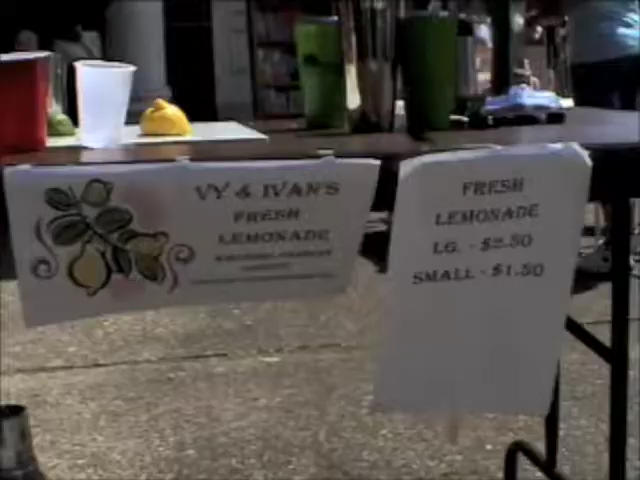 VY & IVAN'S
FRESH
LEMONADE
FRESH
LEMONADE
LG. - $2.50
SMALL - $1.50